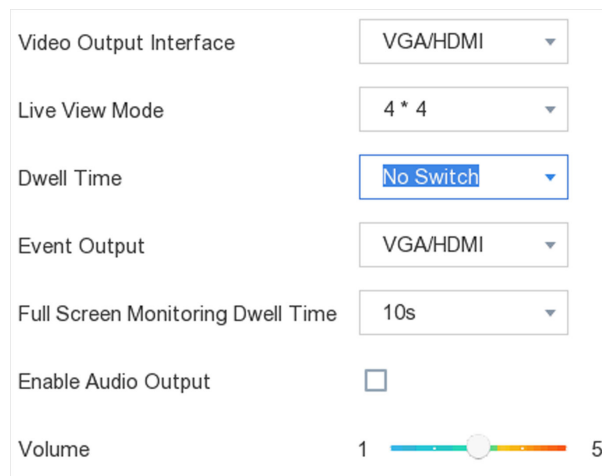 Video Output Interface VGA/HDMI
Live View Mode 4 * 4
Dwell Time No Switch
Event Output VGA/HDMI
Full Screen Monitoring Dwell Time 10s
Enable Audio Output
Volume 1 5